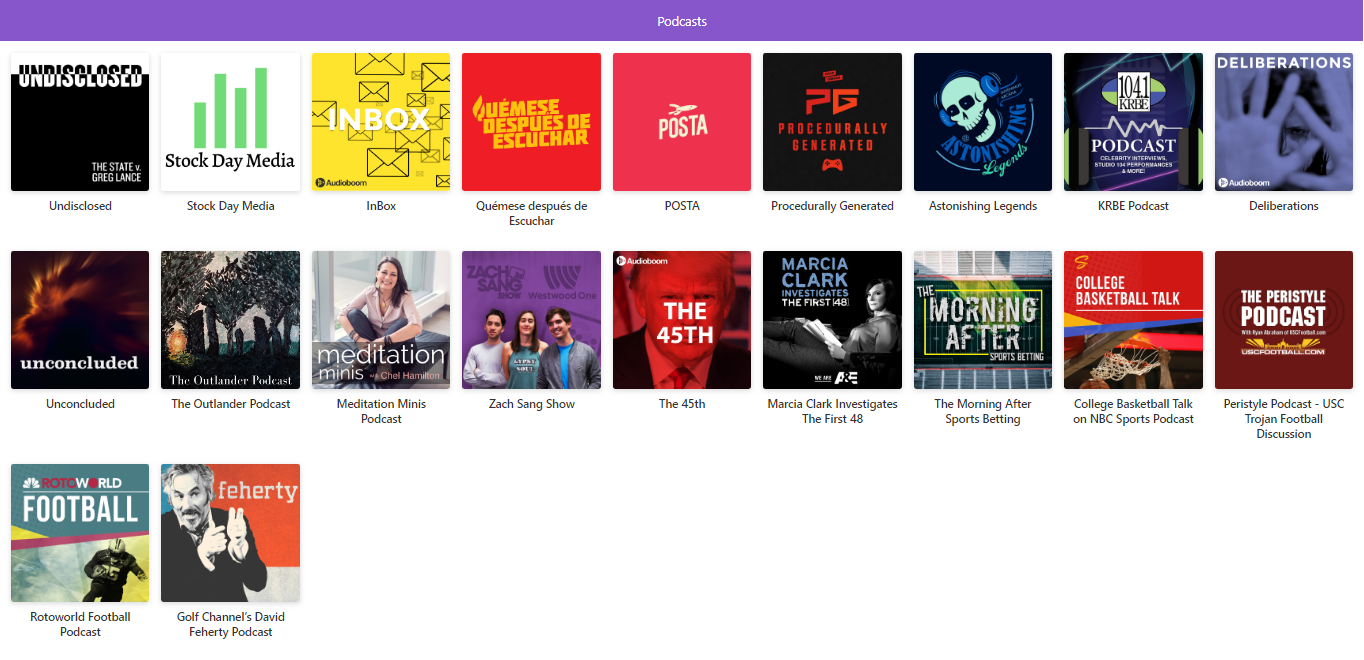 Podcasts
UNDISCLOSED
THE STATE V.
GREG LANCE
Undisclosed
Stock Day Media
Stock Day Media
INBOX
Audioboom
InBox
QUÉMESE
DESPUÉS DE
ESCUCHAR
Quémese después de
Escuchar
POSTA
POSTA
PG
PROCEDURALLY
GENERATED
Procedurally Generated
ASTONISHING
Legends
Astonishing Legends
104.1
KRBE
PODCAST
CELEBRITY INTERVIEWS,
STUDIO 104 PERFORMANCES
& MORE!
KRBE Podcast
DELIBERATIONS
Audioboom
Deliberations
unconcluded
Unconcluded
The Outlander Podcast
The Outlander Podcast
meditation
minis with Chel Hamilton
Meditation Minis
Podcast
ZACH
SANG
SHOW
Westwood One
GYPSY
SOUL
Zach Sang Show
Audioboom
THE
45TH
The 45th
MARCIA
CLARK
INVESTIGATES
THE FIRST 48
WE ARE A&E
Marcia Clark Investigates
The First 48
THE
MORNING
AFTER
SPORTS BETTING
The Morning After
Sports Betting
S
COLLEGE
BASKETBALL TALK
College Basketball Talk
on NBC Sports Podcast
THE PERISTYLE
PODCAST
With Ryan Abraham of USCFootball.com
USCFOOTBALL.COM
Peristyle Podcast - USC
Trojan Football
Discussion
ROTOWORLD
FOOTBALL
Rotoworld Football
Podcast
feherty
Golf Channel’s David
Feherty Podcast